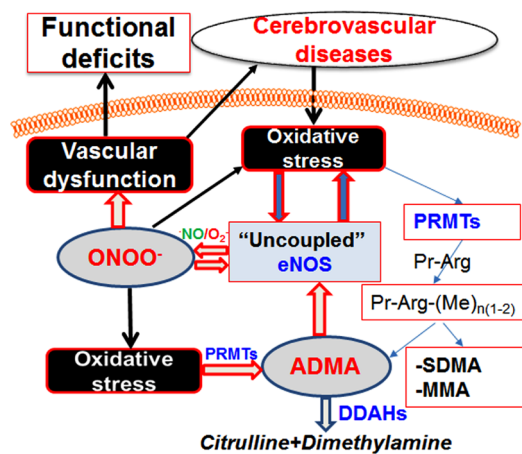 Functional
deficits
Cerebrovascular
diseases
Oxidative
stress
Vascular
dysfunction
PRMTs
·NO/O₂⁻
"Uncoupled"
eNOS
ONOO⁻
Pr-Arg
Pr-Arg-(Me)n(1-2)
Oxidative
stress
PRMTs
ADMA
-SDMA
-MMA
DDAHs
Citrulline+Dimethylamine